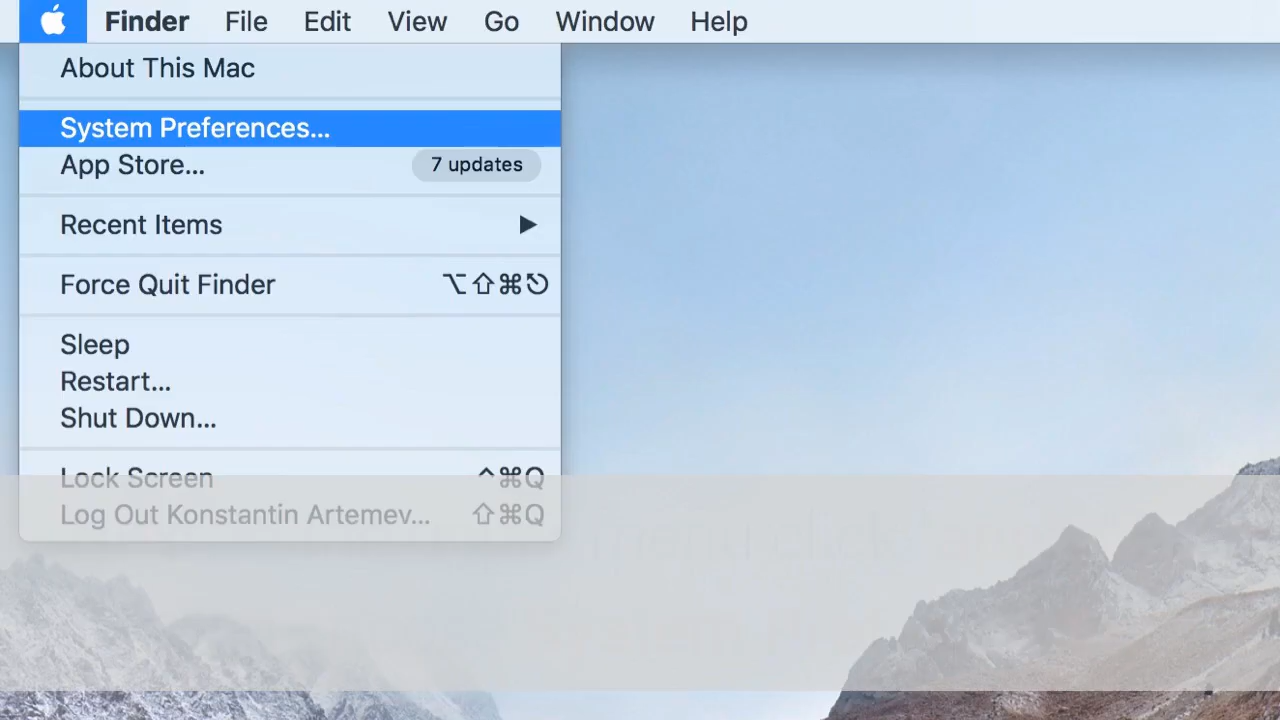 Finder File Edit View Go Window Help
About This Mac
System Preferences...
App Store... 7 updates
Recent Items ▶
Force Quit Finder ⌥⇧⌘⎋
Sleep
Restart...
Shut Down...
Lock Screen ^⌘Q
Log Out Konstantin Artemev... ⇧⌘Q